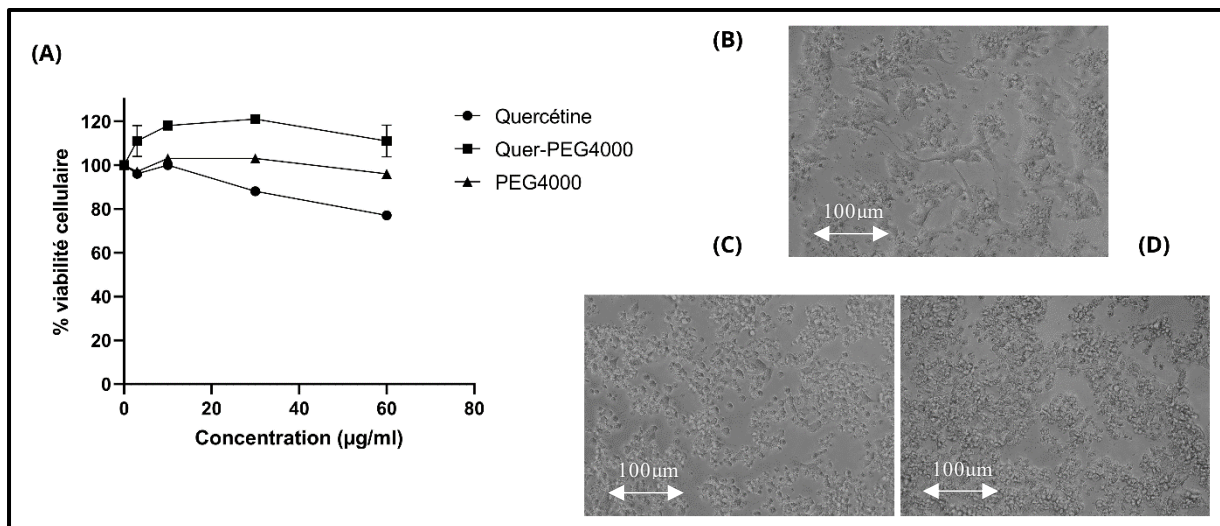 (A)
% viabilité cellulaire
120
100
80
60
40
20
0
0 20 40 60 80
Concentration (µg/ml)
Quercétine
Quer-PEG4000
PEG4000
(B)
100µm
(C)
(D)
100µm
100µm